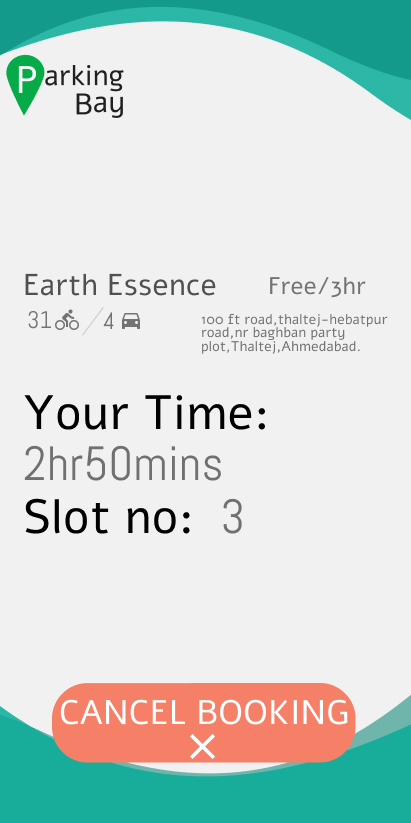 Parking
Bay
Earth Essence
Free/3hr
31 / 4
100 ft road,thaltej-hebatpur
road,nr baghban party
plot,Thaltej,Ahmedabad.
Your Time:
2hr50mins
Slot no: 3
CANCEL BOOKING